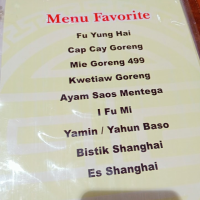 Menu Favorite
Fu Yung Hai
Cap Cay Goreng
Mie Goreng 499
Kwetiaw Goreng
Ayam Saos Mentega
I Fu Mi
Yamin / Yahun Baso
Bistik Shanghai
Es Shanghai